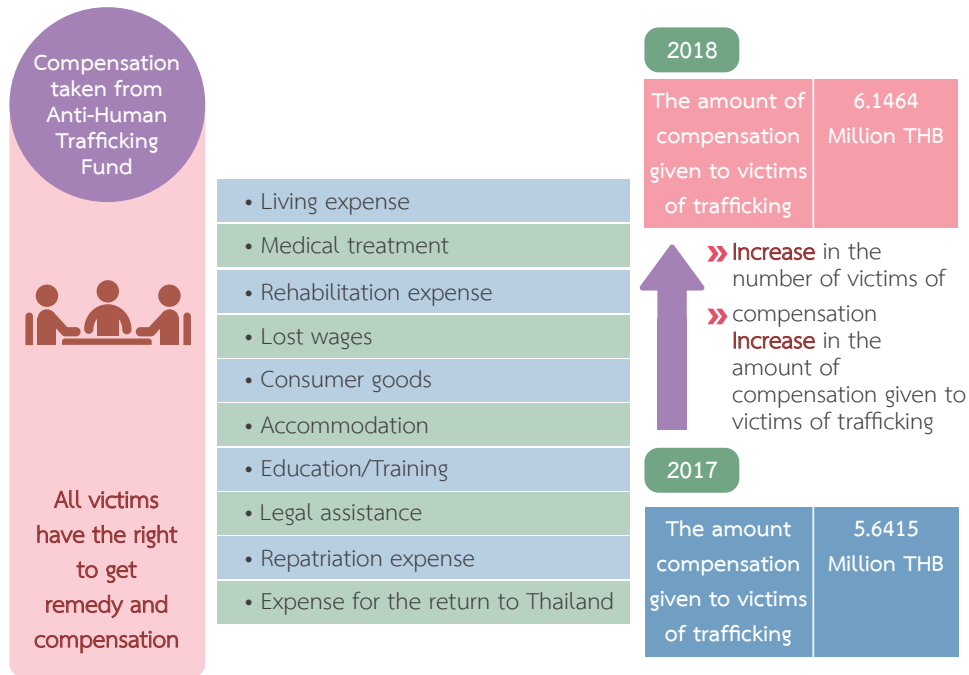 Compensation
taken from
Anti-Human
Trafficking
Fund
All victims
have the right
to get
remedy and
compensation
• Living expense
• Medical treatment
• Rehabilitation expense
• Lost wages
• Consumer goods
• Accommodation
• Education/Training
• Legal assistance
• Repatriation expense
• Expense for the return to Thailand
2018
The amount of
compensation
given to victims
of trafficking
6.1464
Million THB
» Increase in the
number of victims of
» compensation
Increase in the
amount of
compensation given to
victims of trafficking
2017
The amount
compensation
given to victims
of trafficking
5.6415
Million THB